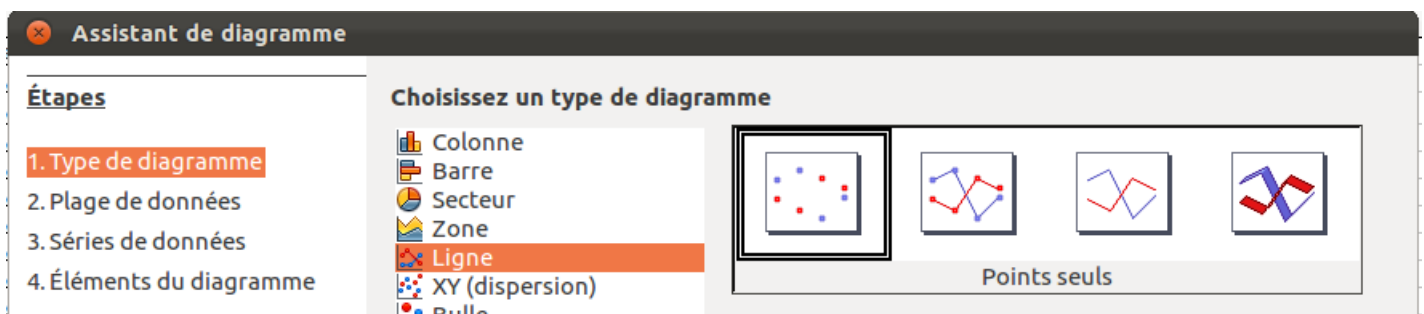 Assistant de diagramme
Étapes
1. Type de diagramme
2. Plage de données
3. Séries de données
4. Éléments du diagramme
Choisissez un type de diagramme
Colonne
Barre
Secteur
Zone
Ligne
XY (dispersion)
Bulle
Points seuls